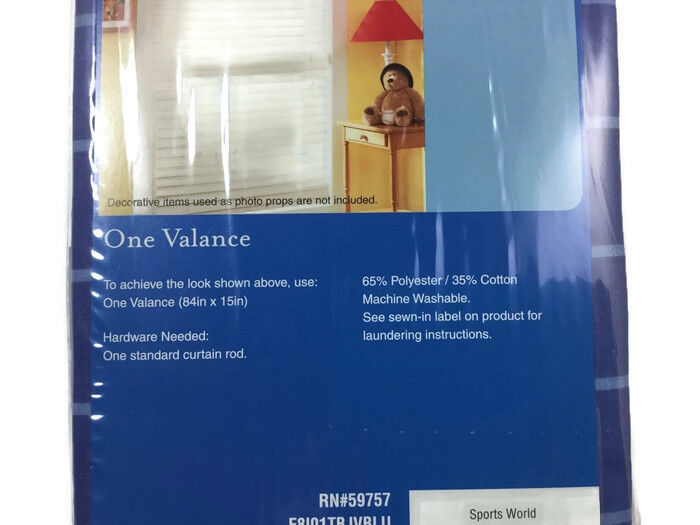 Decorative items used as photo props are not included.
One Valance
To achieve the look shown above, use:
One Valance (84in x 15in)
Hardware Needed:
One standard curtain rod.
65% Polyester / 35% Cotton
Machine Washable.
See sewn-in label on product for
laundering instructions.
RN#59757
Sports World